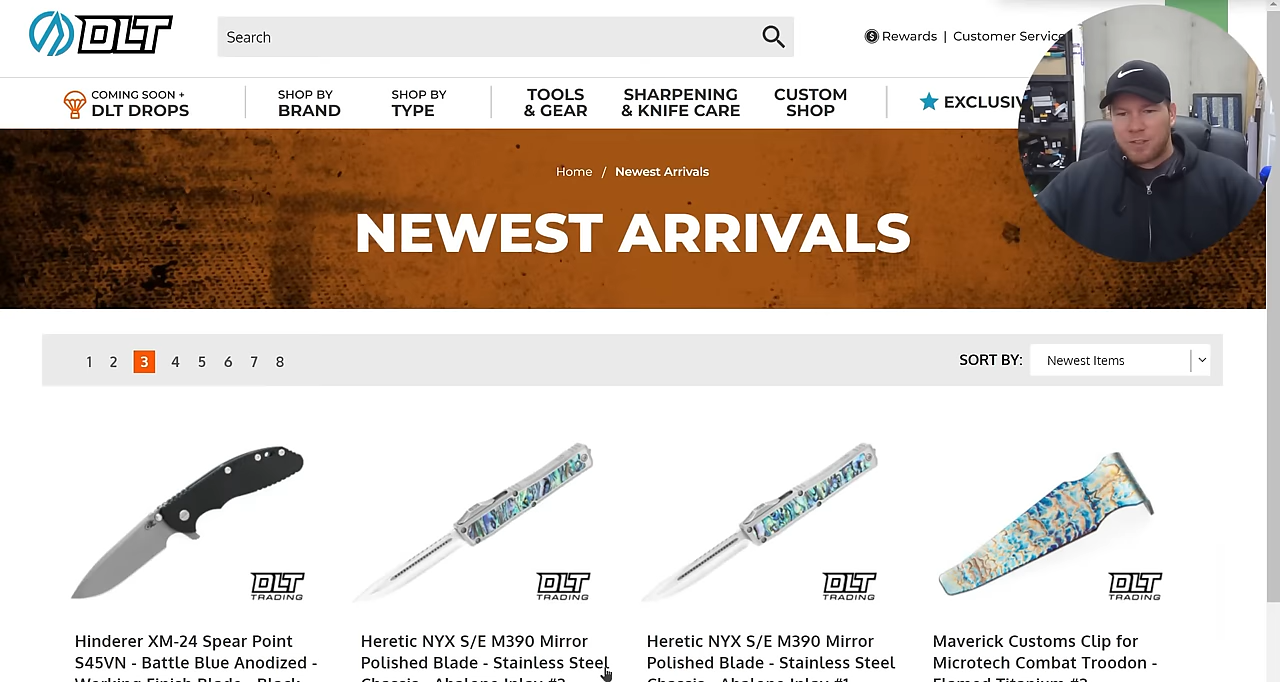 DLT
Search
Rewards | Customer Service
COMING SOON +
DLT DROPS
SHOP BY
BRAND
SHOP BY
TYPE
TOOLS
& GEAR
SHARPENING
& KNIFE CARE
CUSTOM
SHOP
EXCLUSIV
Home / Newest Arrivals
NEWEST ARRIVALS
1 2 3 4 5 6 7 8
SORT BY: Newest Items
DLT
TRADING
DLT
TRADING
DLT
TRADING
DLT
TRADING
Hinderer XM-24 Spear Point
S45VN - Battle Blue Anodized -
Working Finish Blade - Black
Heretic NYX S/E M390 Mirror
Polished Blade - Stainless Steel
Chassis - Abalone Inlay #2
Heretic NYX S/E M390 Mirror
Polished Blade - Stainless Steel
Chassis - Abalone Inlay #1
Maverick Customs Clip for
Microtech Combat Troodon -
Flamed Titanium #2